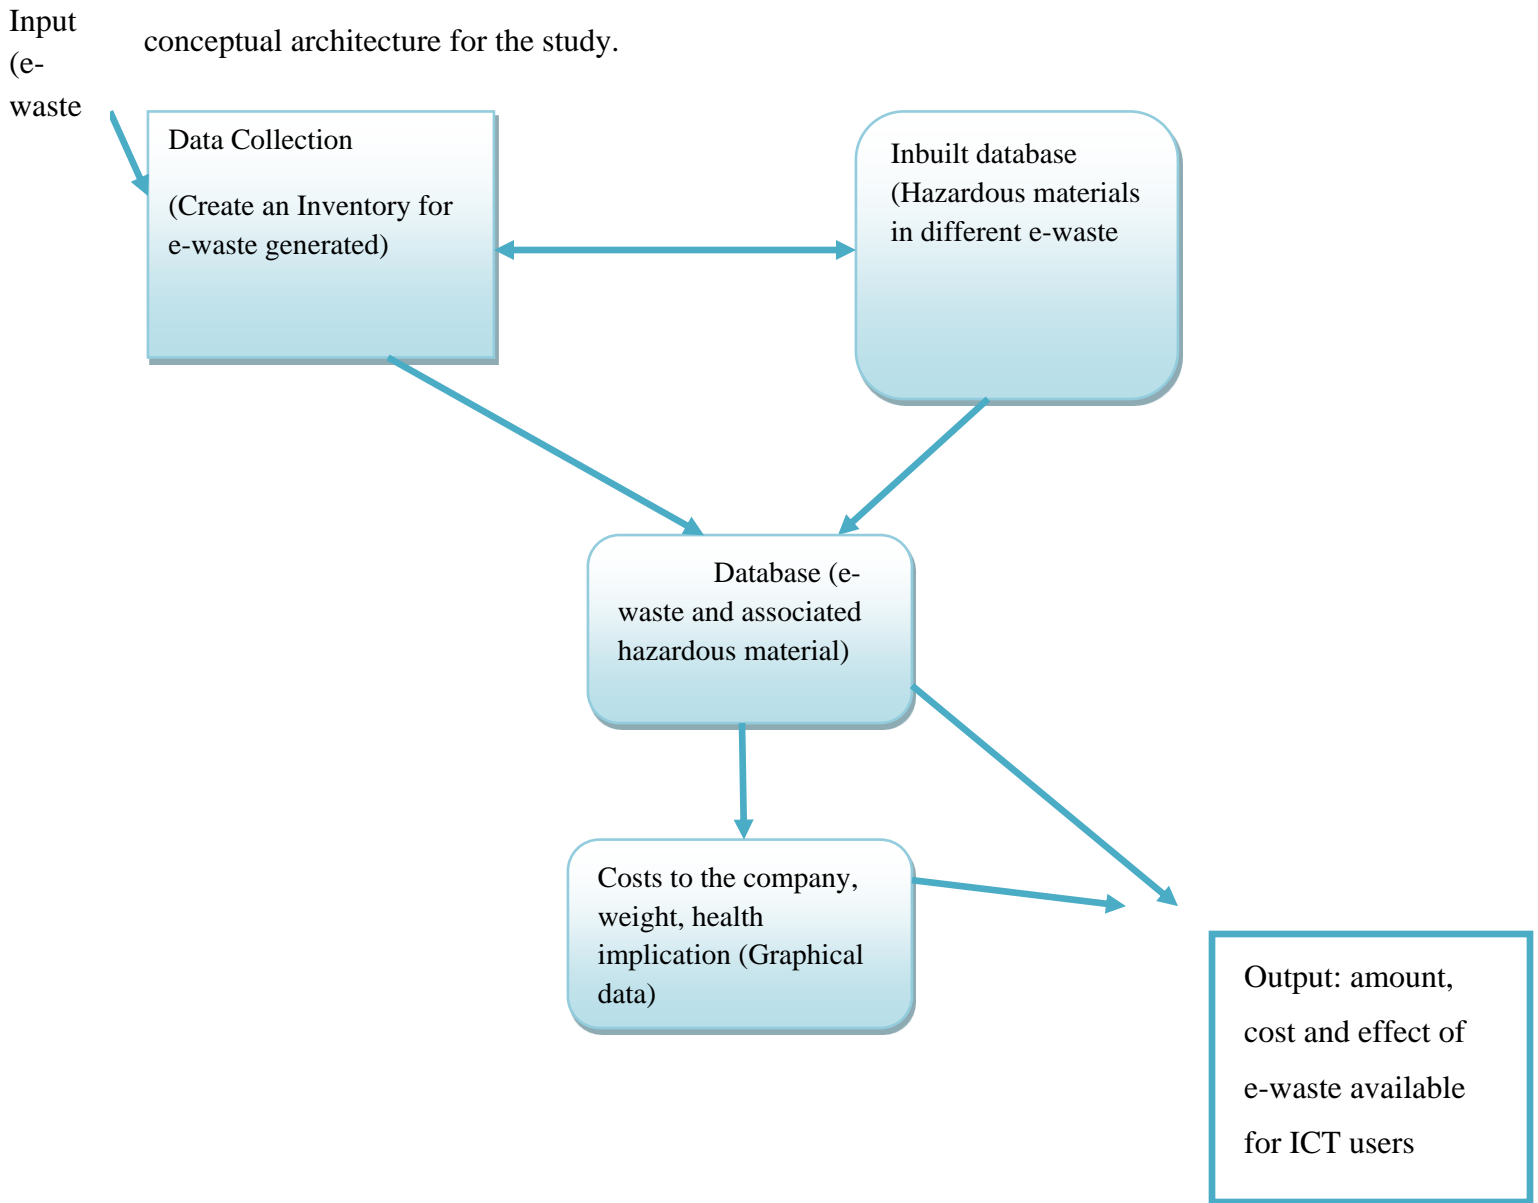 Input
(e-
waste
conceptual architecture for the study.
Data Collection
(Create an Inventory for
e-waste generated)
Inbuilt database
(Hazardous materials
in different e-waste
Database (e-
waste and associated
hazardous material)
Costs to the company,
weight, health
implication (Graphical
data)
Output: amount,
cost and effect of
e-waste available
for ICT users